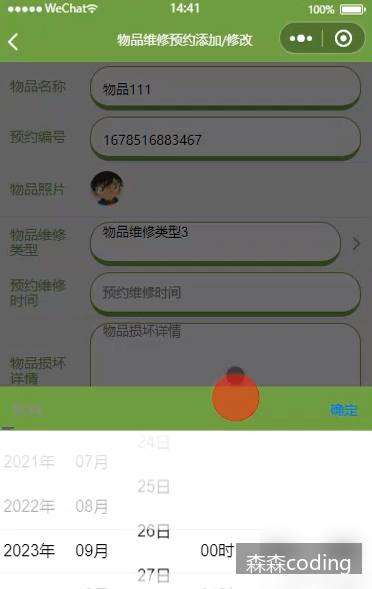 WeChat 14:41 100%
物品维修预约添加/修改
物品名称 物品111
预约编号 1678516883467
物品照片
物品维修类型 物品维修类型3
预约维修时间 预约维修时间
物品损坏详情 物品损坏详情
取消 确定
24日
2021年 07月
25日
2022年 08月
26日
2023年 09月 00时
27日
森森coding